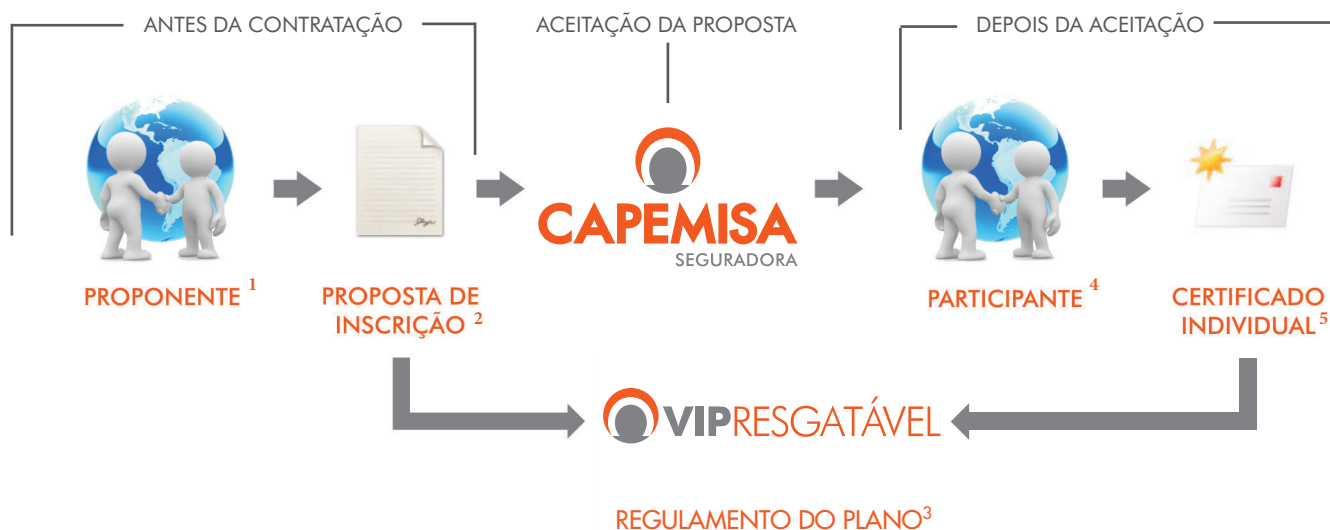 ANTES DA CONTRATAÇÃO
ACEITAÇÃO DA PROPOSTA
DEPOIS DA ACEITAÇÃO
CAPEMISA
SEGURADORA
PROPONENTE 1
PROPOSTA DE
INSCRIÇÃO 2
PARTICIPANTE 4
CERTIFICADO
INDIVIDUAL 5
VIPRESGATÁVEL
REGULAMENTO DO PLANO3